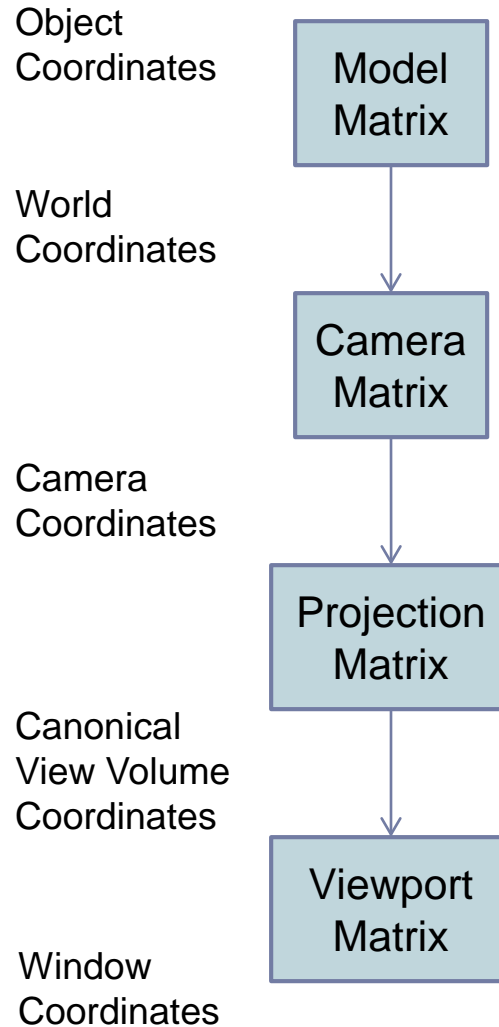 Object
Coordinates
Model
Matrix
World
Coordinates
Camera
Matrix
Camera
Coordinates
Projection
Matrix
Canonical
View Volume
Coordinates
Viewport
Matrix
Window
Coordinates